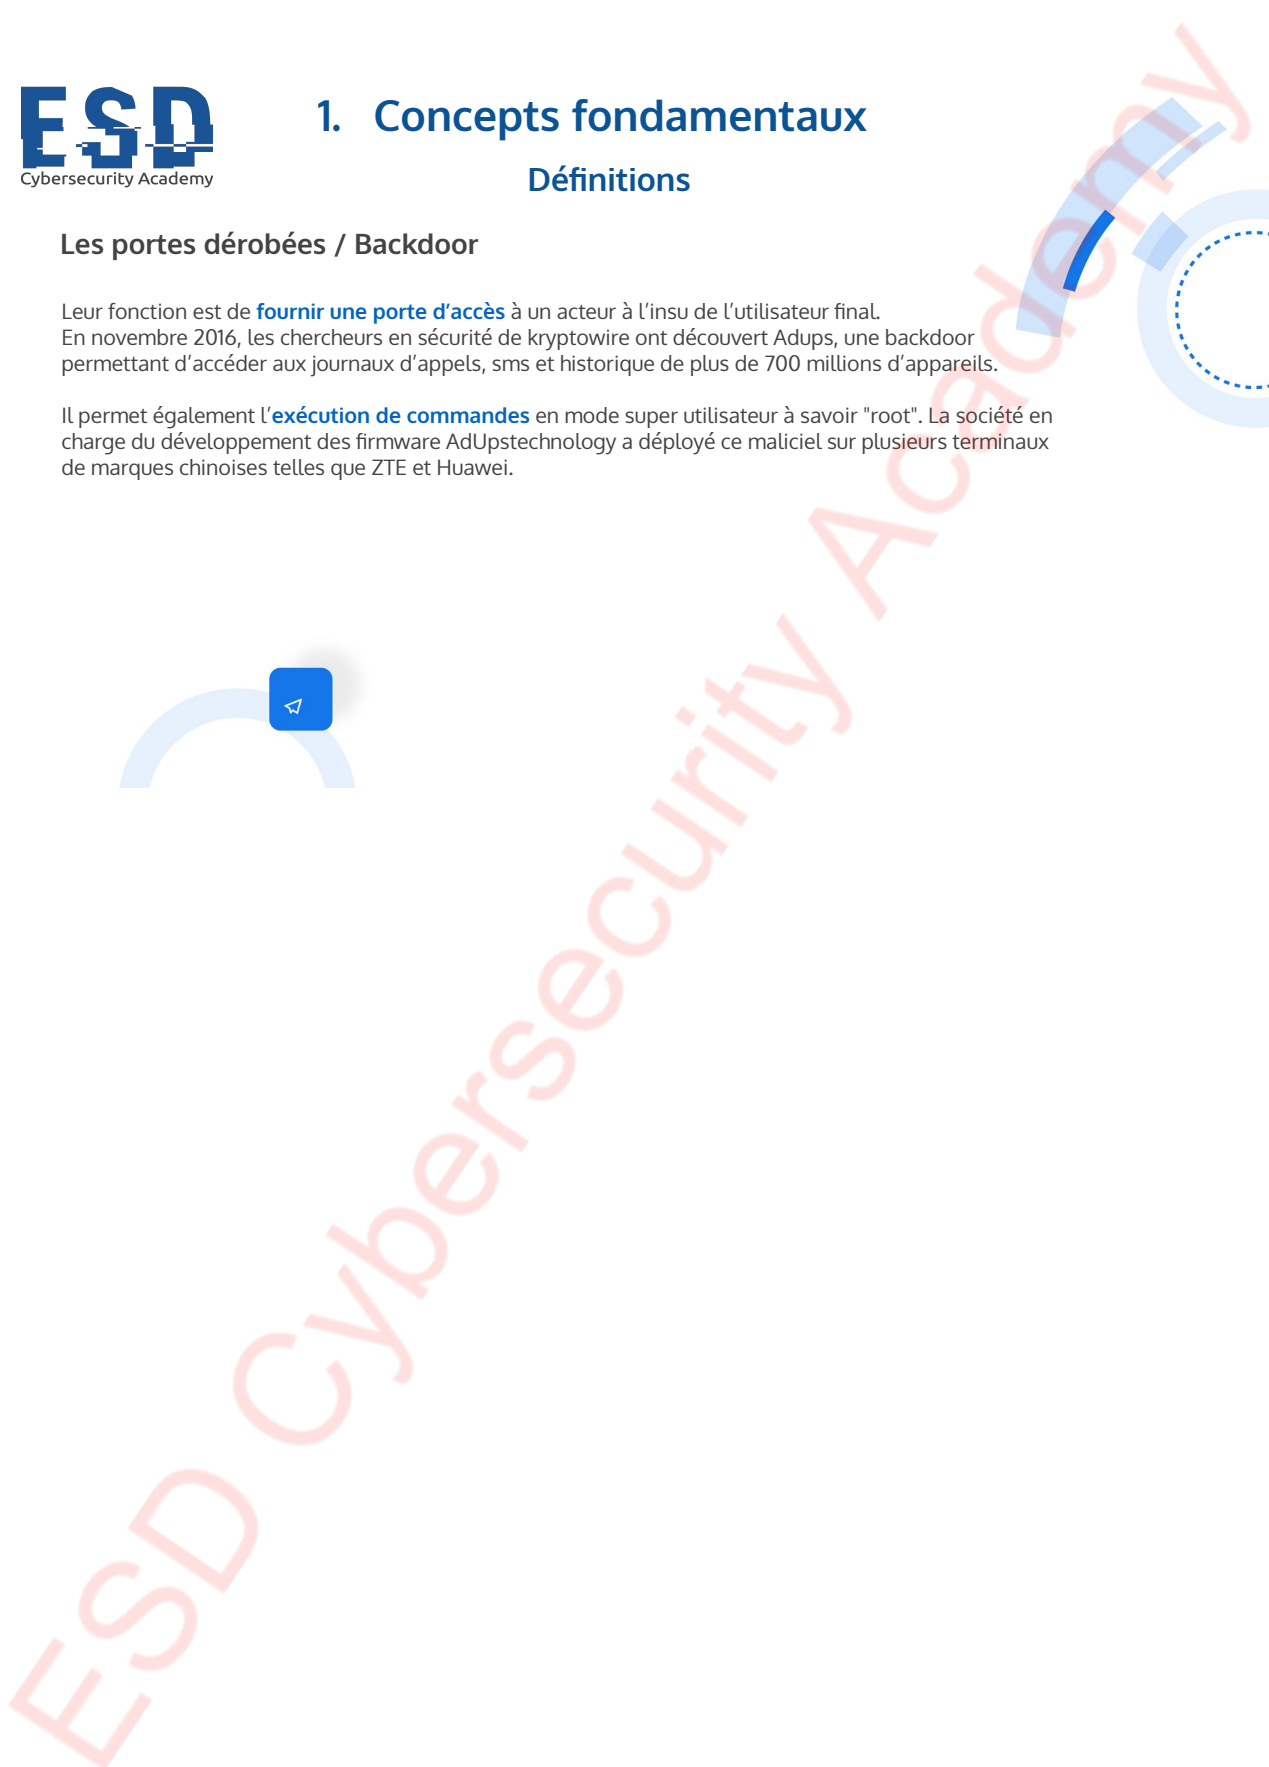 ESD
Cybersecurity Academy
1. Concepts fondamentaux
Définitions
Les portes dérobées / Backdoor
Leur fonction est de fournir une porte d’accès à un acteur à l’insu de l’utilisateur final.
En novembre 2016, les chercheurs en sécurité de kryptowire ont découvert Adups, une backdoor
permettant d’accéder aux journaux d’appels, sms et historique de plus de 700 millions d’appareils.
Il permet également l’exécution de commandes en mode super utilisateur à savoir "root". La société en
charge du développement des firmware AdUpstechnology a déployé ce maliciel sur plusieurs terminaux
de marques chinoises telles que ZTE et Huawei.
ESD Cybersecurity Academy